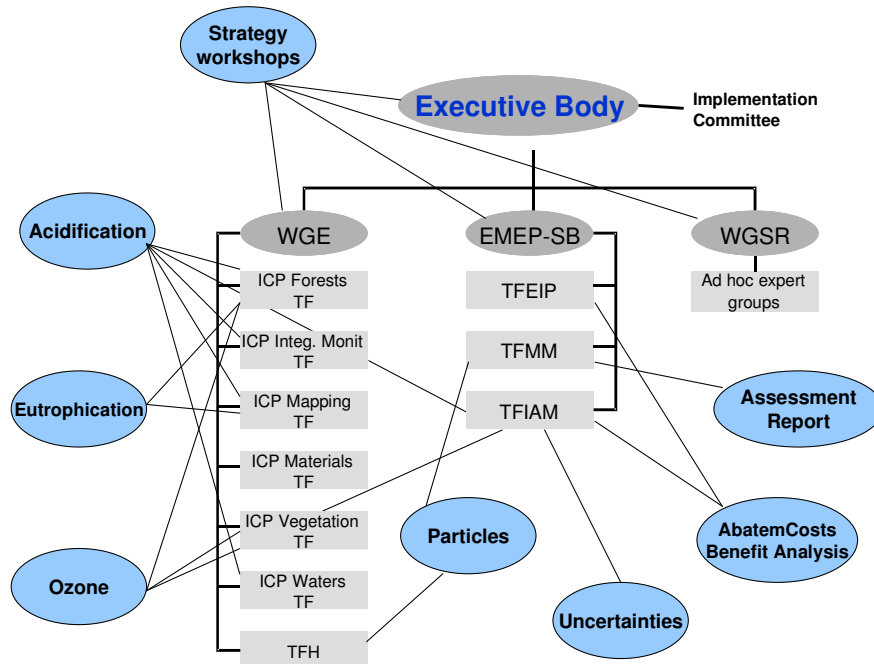 Strategy
workshops
Executive Body
Implementation
Committee
Acidification
WGE
EMEP-SB
WGSR
ICP Forests
TF
TFEIP
Ad hoc expert
groups
ICP Integ. Monit
TF
TFMM
Eutrophication
ICP Mapping
TF
TFIAM
Assessment
Report
ICP Materials
TF
ICP Vegetation
TF
Particles
AbatemCosts
Benefit Analysis
Ozone
ICP Waters
TF
Uncertainties
TFH